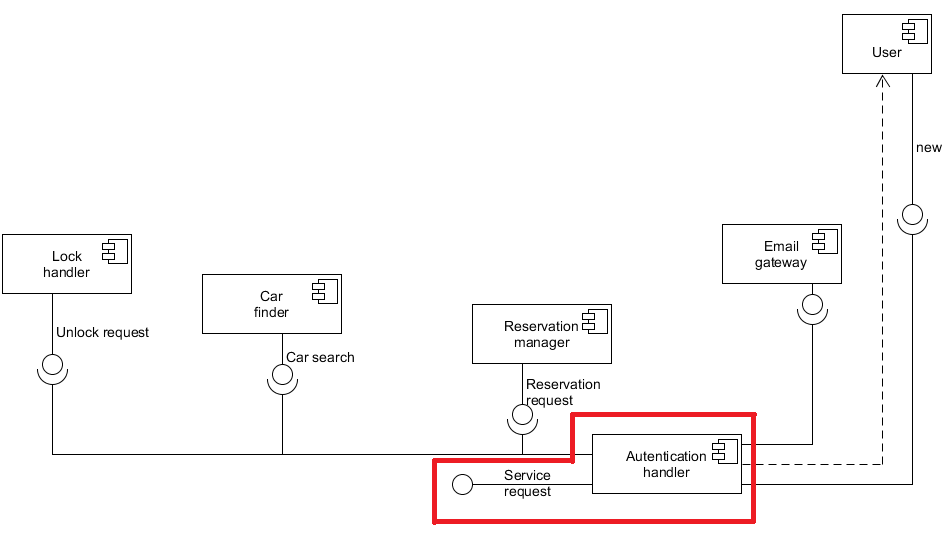 User
new
Lock
handler
Email
gateway
Car
finder
Unlock request
Reservation
manager
Car search
Reservation
request
Autentication
handler
Service
request